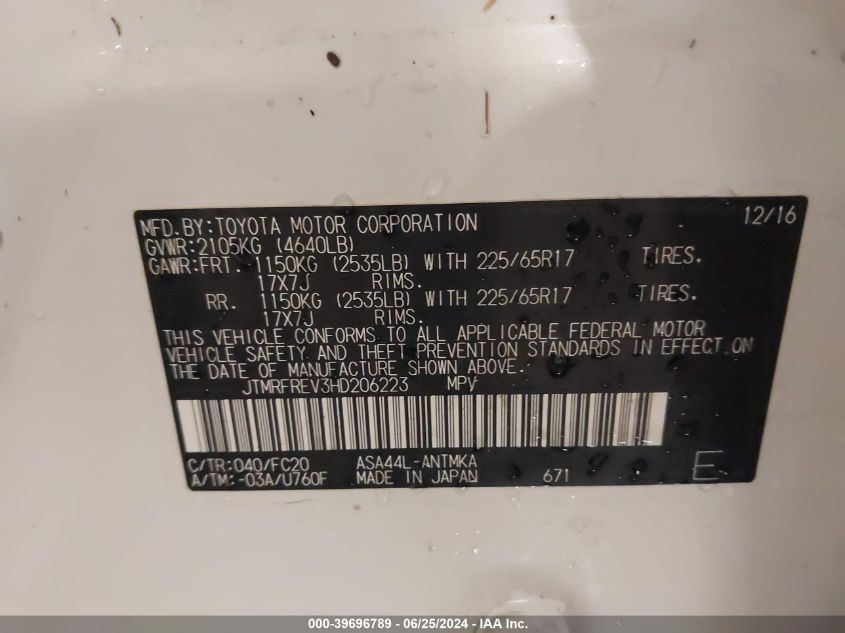 MFD.BY:TOYOTA MOTOR CORPORATION 12/16
GVWR:2105KG (4640LB)
GAWR:FRT. 1150KG (2535LB) WITH 225/65R17 TIRES.
17X7J RIMS.
RR. 1150KG (2535LB) WITH 225/65R17 TIRES.
17X7J RIMS.
THIS VEHICLE CONFORMS TO ALL APPLICABLE FEDERAL MOTOR
VEHICLE SAFETY AND THEFT PREVENTION STANDARDS IN EFFECT ON
THE DATE OF MANUFACTURE SHOWN ABOVE.
JTMRFREV3HD206223 MPV
C/TR:040/FC20 ASA44L-ANTMKA
A/TM:-03A/U760F MADE IN JAPAN 671 E
000-39696789 - 06/25/2024 - IAA Inc.